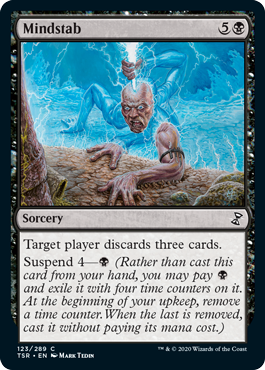 Mindstab 5
Sorcery
Target player discards three cards.
Suspend 4— (Rather than cast this
card from your hand, you may pay
and exile it with four time counters on it.
At the beginning of your upkeep, remove
a time counter. When the last is removed,
cast it without paying its mana cost.)
123/289 C
TSR • EN Mark Tedin ™ & © 2020 Wizards of the Coast